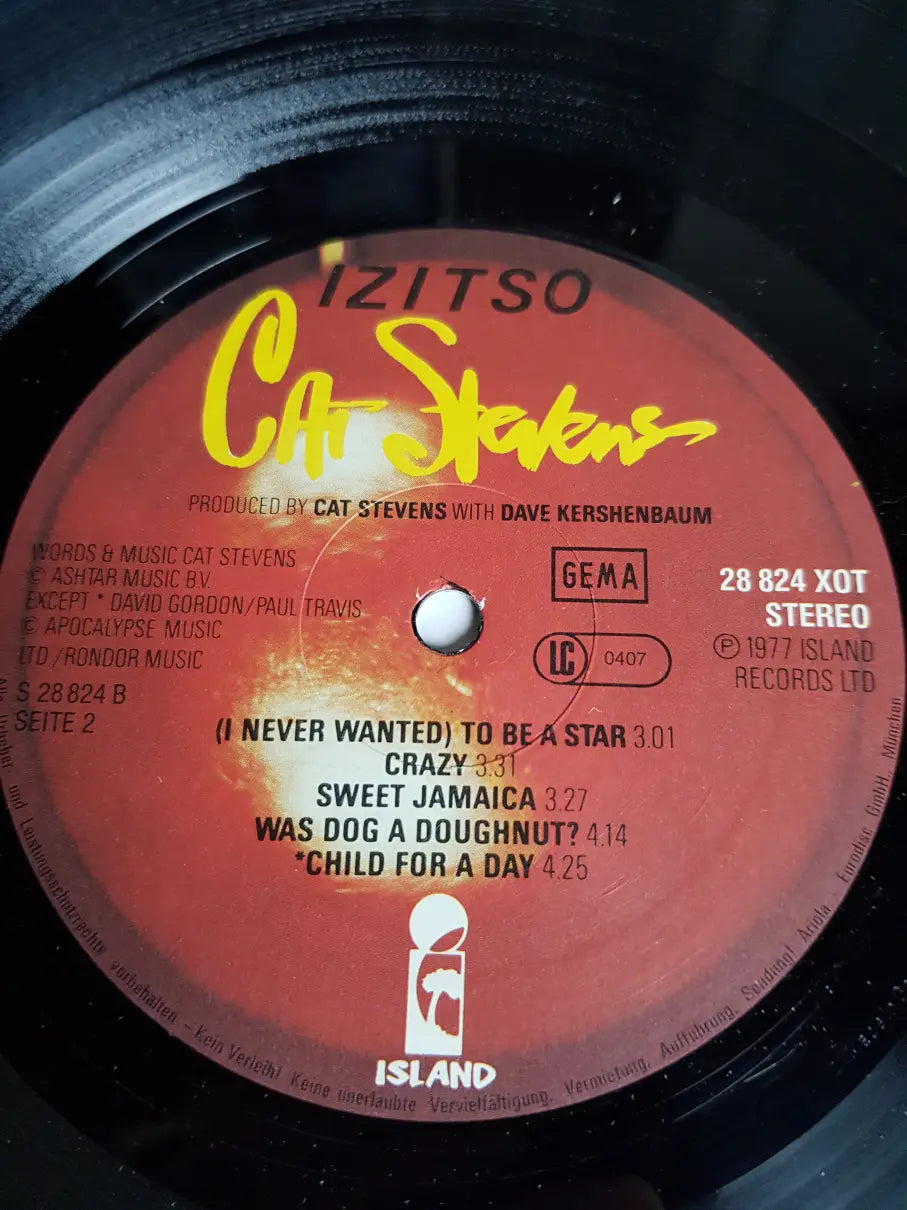 IZITSO
Cat Stevens
PRODUCED BY CAT STEVENS WITH DAVE KERSHENBAUM
WORDS & MUSIC CAT STEVENS
© ASHTAR MUSIC B.V.
EXCEPT * DAVID GORDON/PAUL TRAVIS
© APOCALYPSE MUSIC
LTD/RONDOR MUSIC
S 28 824 B
SEITE 2
GEMA
LC 0407
28 824 XOT
STEREO
℗ 1977 ISLAND
RECORDS LTD
(I NEVER WANTED) TO BE A STAR 3.01
CRAZY 3.31
SWEET JAMAICA 3.27
WAS DOG A DOUGHNUT? 4.14
*CHILD FOR A DAY 4.25
ISLAND
Alle Urheber- und Leistungsschutzrechte vorbehalten - Kein Verleih! Keine unerlaubte Vervielfältigung, Vermietung, Aufführung, Sendung! Ariola - Eurodisc GmbH., München